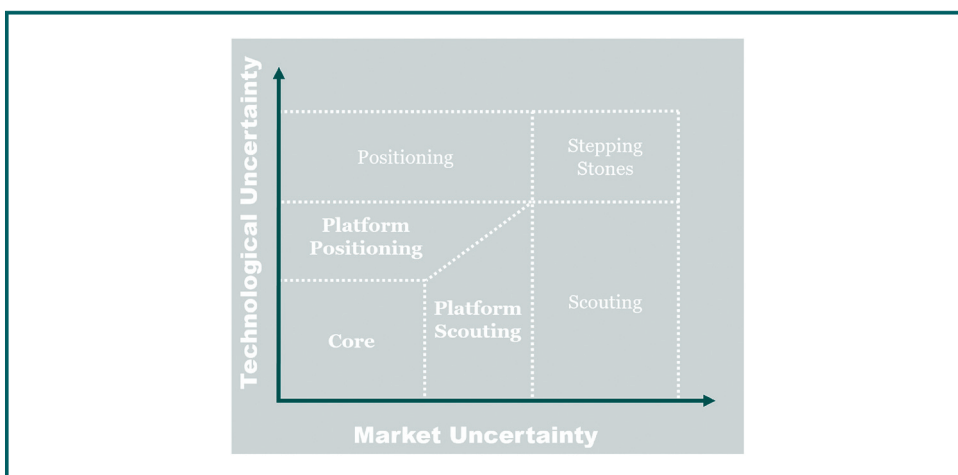 Technological Uncertainty
Positioning
Stepping
Stones
Platform
Positioning
Platform
Scouting
Scouting
Core
Market Uncertainty